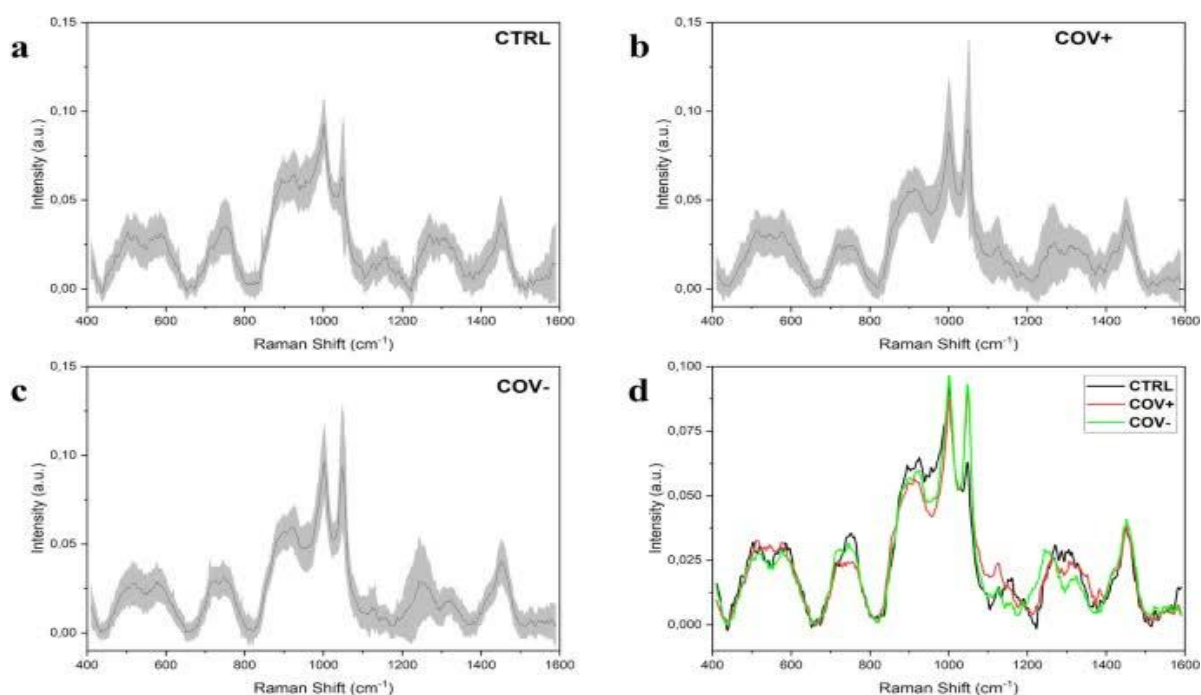 a
CTRL
0,15
0,10
0,05
0,00
Intensity (a.u.)
400 600 800 1000 1200 1400 1600
Raman Shift (cm⁻¹)
b
COV+
0,15
0,10
0,05
0,00
Intensity (a.u.)
400 600 800 1000 1200 1400 1600
Raman Shift (cm⁻¹)
c
COV-
0,15
0,10
0,05
0,00
Intensity (a.u.)
400 600 800 1000 1200 1400 1600
Raman Shift (cm⁻¹)
d
CTRL
COV+
COV-
0,100
0,075
0,050
0,025
0,000
Intensity (a.u.)
400 600 800 1000 1200 1400 1600
Raman Shift (cm⁻¹)